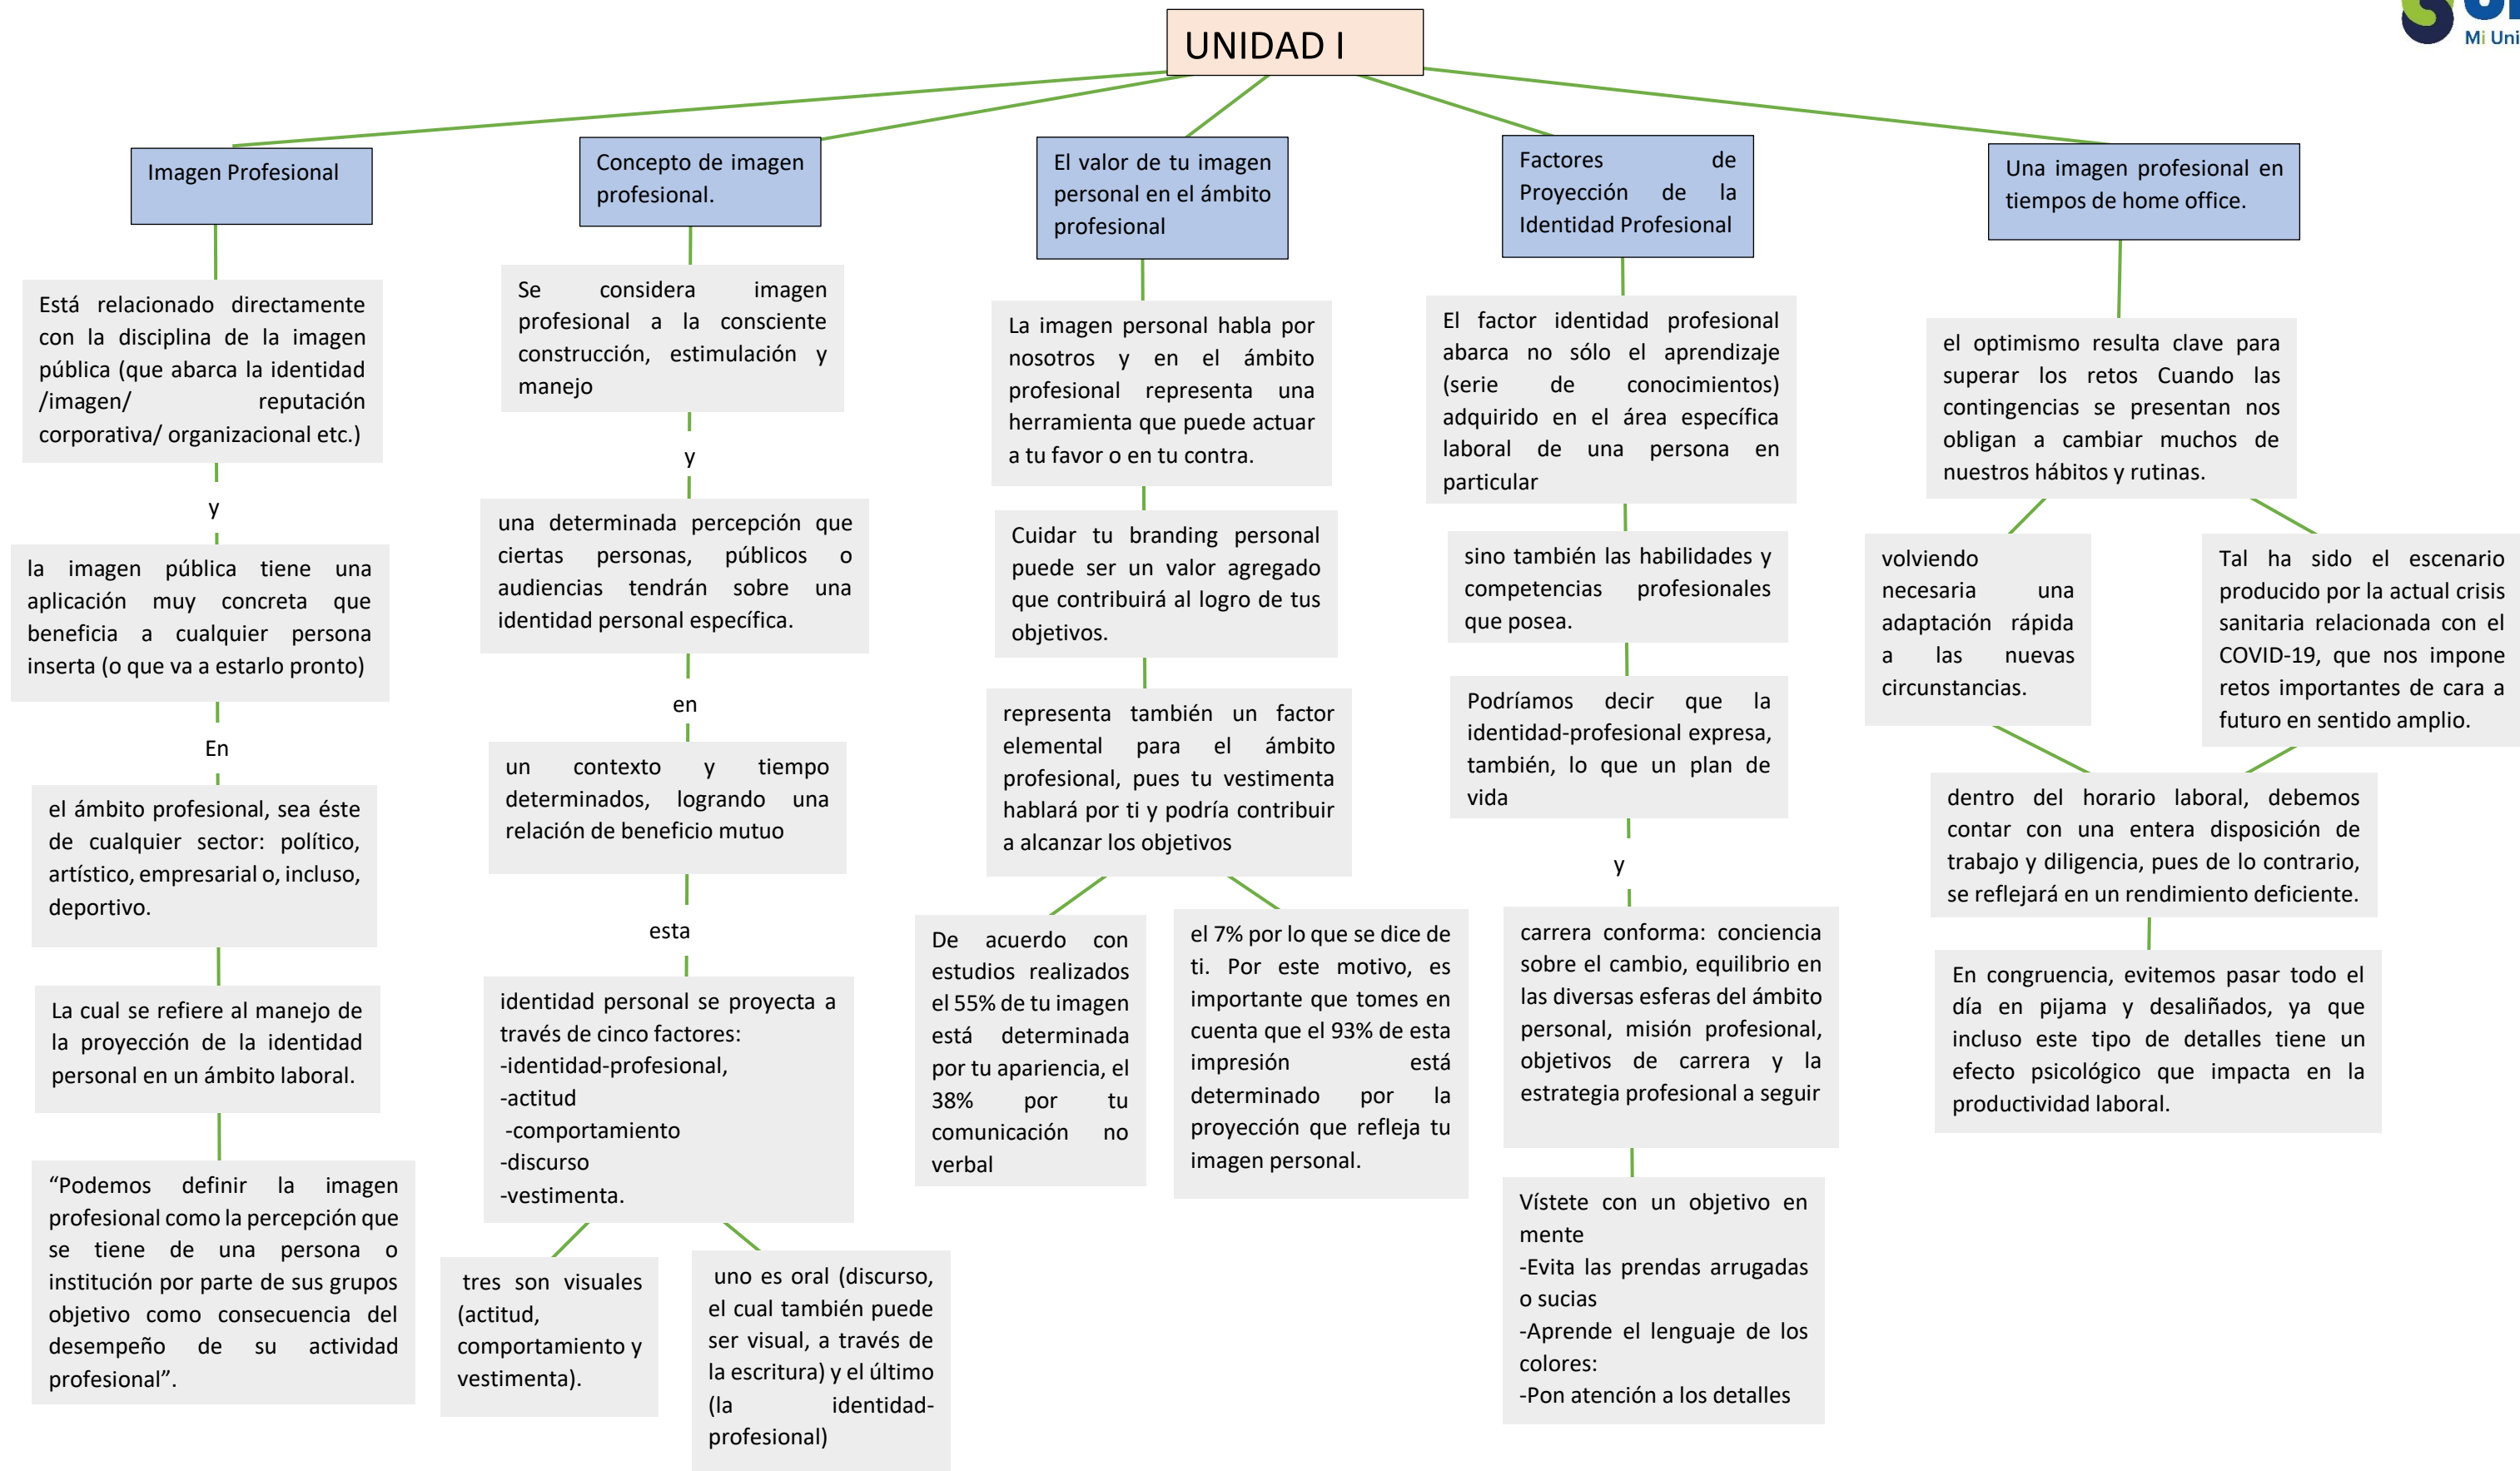 UNIDAD I
Mi Uni
Imagen Profesional
Está relacionado directamente
con la disciplina de la imagen
pública (que abarca la identidad
/imagen/ reputación
corporativa/ organizacional etc.)
y
la imagen pública tiene una
aplicación muy concreta que
beneficia a cualquier persona
inserta (o que va a estarlo pronto)
En
el ámbito profesional, sea éste
de cualquier sector: político,
artístico, empresarial o, incluso,
deportivo.
La cual se refiere al manejo de
la proyección de la identidad
personal en un ámbito laboral.
“Podemos definir la imagen
profesional como la percepción que
se tiene de una persona o
institución por parte de sus grupos
objetivo como consecuencia del
desempeño de su actividad
profesional”.
Concepto de imagen
profesional.
Se considera imagen
profesional a la consciente
construcción, estimulación y
manejo
y
una determinada percepción que
ciertas personas, públicos o
audiencias tendrán sobre una
identidad personal específica.
en
un contexto y tiempo
determinados, logrando una
relación de beneficio mutuo
esta
identidad personal se proyecta a
través de cinco factores:
-identidad-profesional,
-actitud
-comportamiento
-discurso
-vestimenta.
tres son visuales
(actitud,
comportamiento y
vestimenta).
uno es oral (discurso,
el cual también puede
ser visual, a través de
la escritura) y el último
(la identidad-
profesional)
El valor de tu imagen
personal en el ámbito
profesional
La imagen personal habla por
nosotros y en el ámbito
profesional representa una
herramienta que puede actuar
a tu favor o en tu contra.
Cuidar tu branding personal
puede ser un valor agregado
que contribuirá al logro de tus
objetivos.
representa también un factor
elemental para el ámbito
profesional, pues tu vestimenta
hablará por ti y podría contribuir
a alcanzar los objetivos
De acuerdo con
estudios realizados
el 55% de tu imagen
está determinada
por tu apariencia, el
38% por tu
comunicación no
verbal
el 7% por lo que se dice de
ti. Por este motivo, es
importante que tomes en
cuenta que el 93% de esta
impresión está
determinado por la
proyección que refleja tu
imagen personal.
Factores de
Proyección de la
Identidad Profesional
El factor identidad profesional
abarca no sólo el aprendizaje
(serie de conocimientos)
adquirido en el área específica
laboral de una persona en
particular
sino también las habilidades y
competencias profesionales
que posea.
Podríamos decir que la
identidad-profesional expresa,
también, lo que un plan de
vida
y
carrera conforma: conciencia
sobre el cambio, equilibrio en
las diversas esferas del ámbito
personal, misión profesional,
objetivos de carrera y la
estrategia profesional a seguir
Vístete con un objetivo en
mente
-Evita las prendas arrugadas
o sucias
-Aprende el lenguaje de los
colores:
-Pon atención a los detalles
Una imagen profesional en
tiempos de home office.
el optimismo resulta clave para
superar los retos Cuando las
contingencias se presentan nos
obligan a cambiar muchos de
nuestros hábitos y rutinas.
volviendo
necesaria una
adaptación rápida
a las nuevas
circunstancias.
Tal ha sido el escenario
producido por la actual crisis
sanitaria relacionada con el
COVID-19, que nos impone
retos importantes de cara a
futuro en sentido amplio.
dentro del horario laboral, debemos
contar con una entera disposición de
trabajo y diligencia, pues de lo contrario,
se reflejará en un rendimiento deficiente.
En congruencia, evitemos pasar todo el
día en pijama y desaliñados, ya que
incluso este tipo de detalles tiene un
efecto psicológico que impacta en la
productividad laboral.